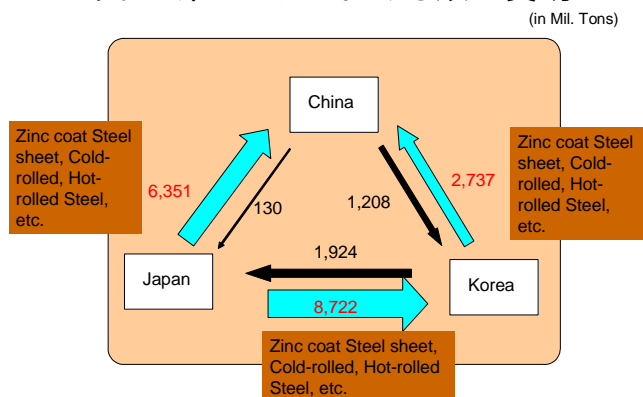 (in Mil. Tons)
China
Zinc coat Steel
sheet, Cold-
rolled, Hot-
rolled Steel,
etc.
Zinc coat Steel
sheet, Cold-
rolled, Hot-
rolled Steel,
etc.
6,351
2,737
130
1,208
1,924
Japan
Korea
8,722
Zinc coat Steel sheet,
Cold-rolled, Hot-rolled
Steel, etc.